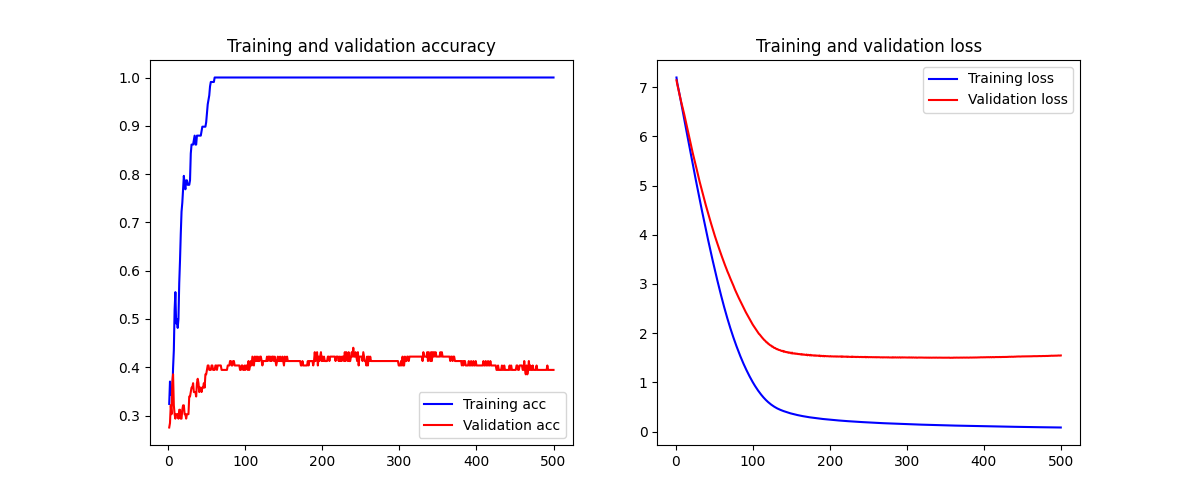 Training and validation accuracy
1.0
0.9
0.8
0.7
0.6
0.5
0.4
0.3
0 100 200 300 400 500
Training acc
Validation acc
Training and validation loss
7
6
5
4
3
2
1
0
0 100 200 300 400 500
Training loss
Validation loss